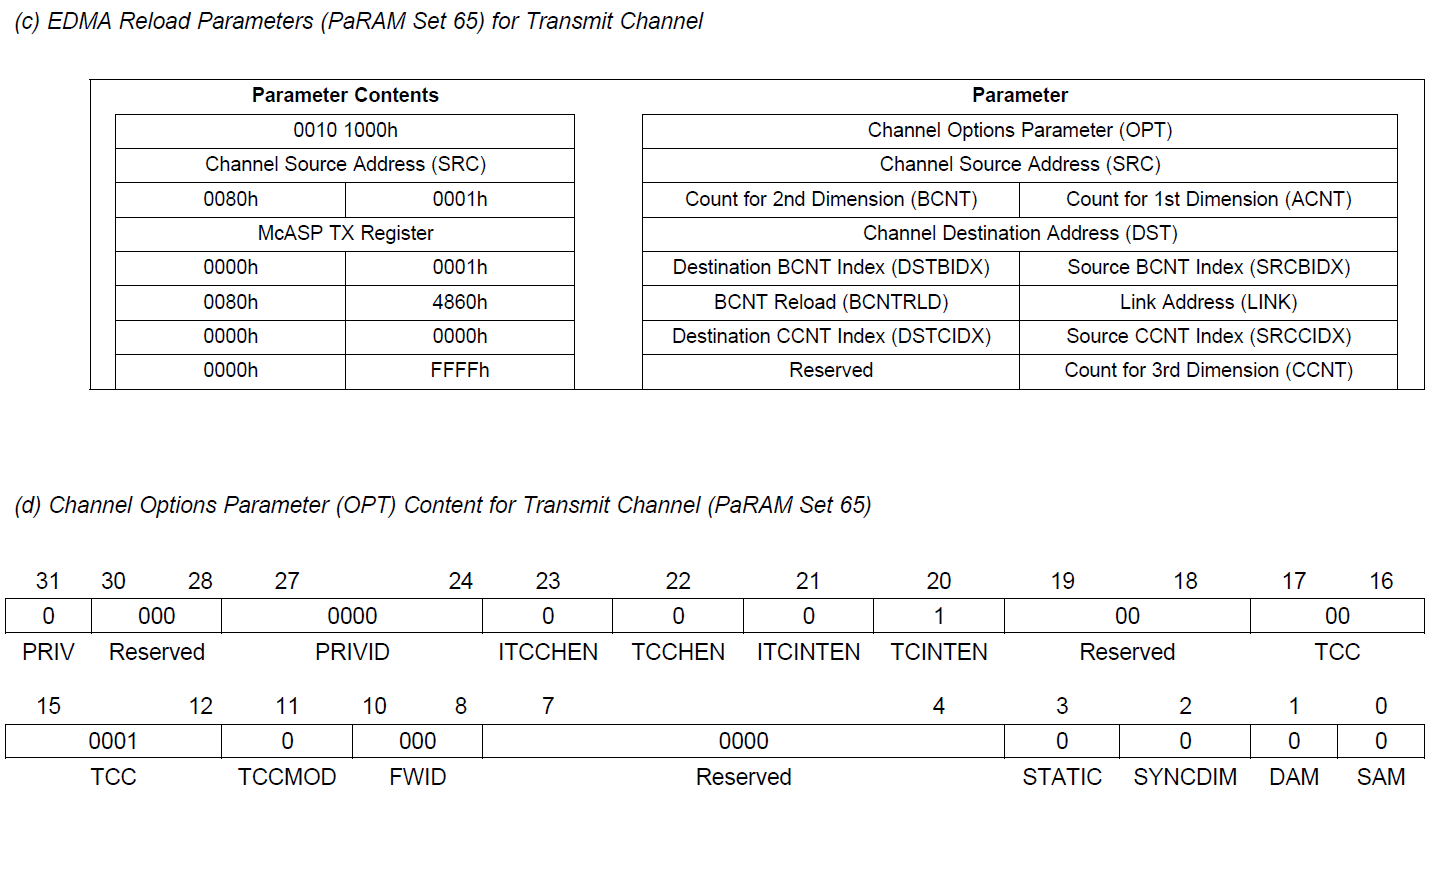 (c) EDMA Reload Parameters (PaRAM Set 65) for Transmit Channel
Parameter Contents Parameter
0010 1000h Channel Options Parameter (OPT)
Channel Source Address (SRC) Channel Source Address (SRC)
0080h 0001h Count for 2nd Dimension (BCNT) Count for 1st Dimension (ACNT)
McASP TX Register Channel Destination Address (DST)
0000h 0001h Destination BCNT Index (DSTBIDX) Source BCNT Index (SRCBIDX)
0080h 4860h BCNT Reload (BCNTRLD) Link Address (LINK)
0000h 0000h Destination CCNT Index (DSTCIDX) Source CCNT Index (SRCCIDX)
0000h FFFFh Reserved Count for 3rd Dimension (CCNT)
(d) Channel Options Parameter (OPT) Content for Transmit Channel (PaRAM Set 65)
31 30 28 27 24 23 22 21 20 19 18 17 16
0 000 0000 0 0 0 1 00 00
PRIV Reserved PRIVID ITCCHEN TCCHEN ITCINTEN TCINTEN Reserved TCC
15 12 11 10 8 7 4 3 2 1 0
0001 0 000 0000 0 0 0 0
TCC TCCMOD FWID Reserved STATIC SYNCDIM DAM SAM